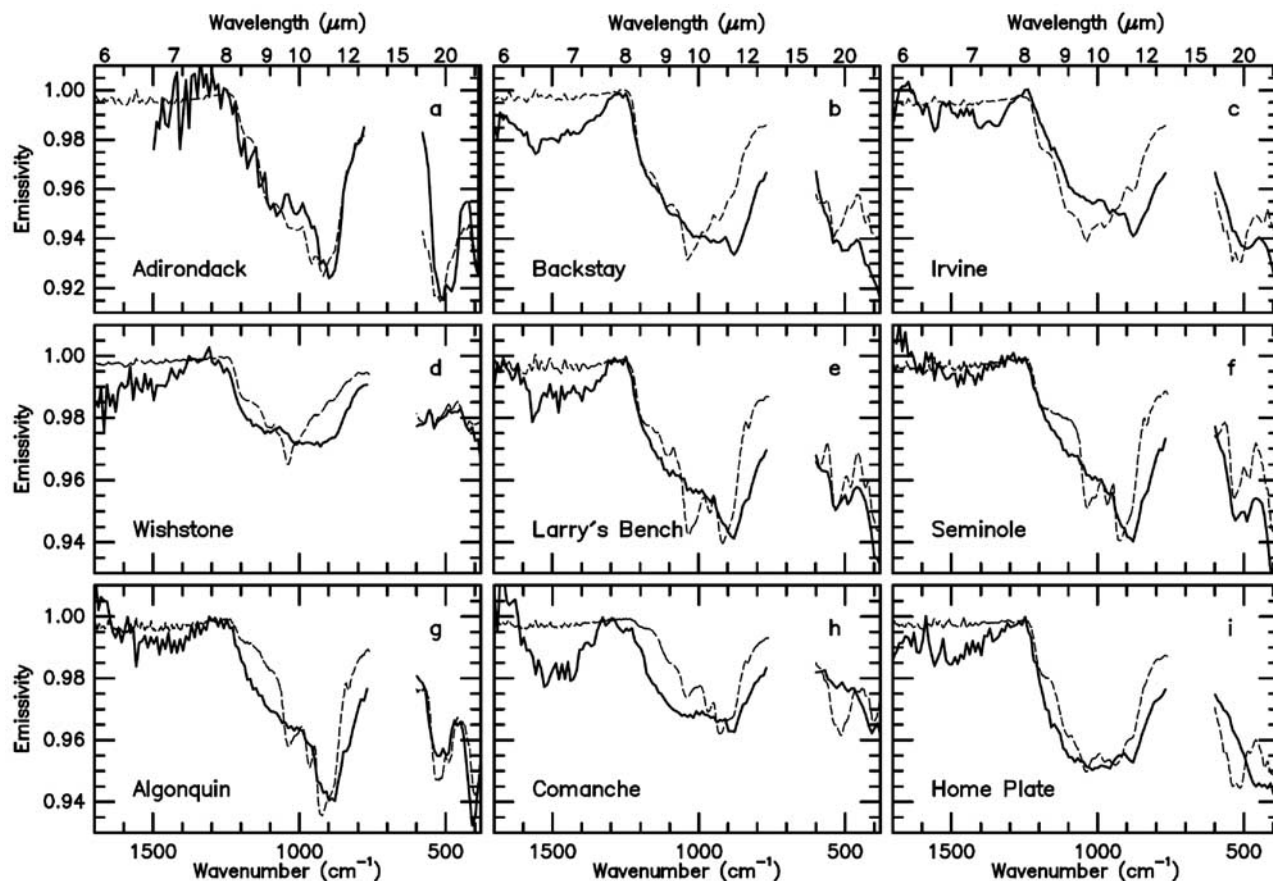 Wavelength (μm) Wavelength (μm) Wavelength (μm)
6 7 8 9 10 12 15 20 6 7 8 9 10 12 15 20 6 7 8 9 10 12 15 20
1.00
0.98
0.96
0.94
0.92
Emissivity
a
Adirondack
b
Backstay
c
Irvine
1.00
0.98
0.96
0.94
Emissivity
d
Wishstone
e
Larry's Bench
f
Seminole
1.00
0.98
0.96
0.94
Emissivity
g
Algonquin
h
Comanche
i
Home Plate
1500 1000 500 1500 1000 500 1500 1000 500
Wavenumber (cm⁻¹) Wavenumber (cm⁻¹) Wavenumber (cm⁻¹)